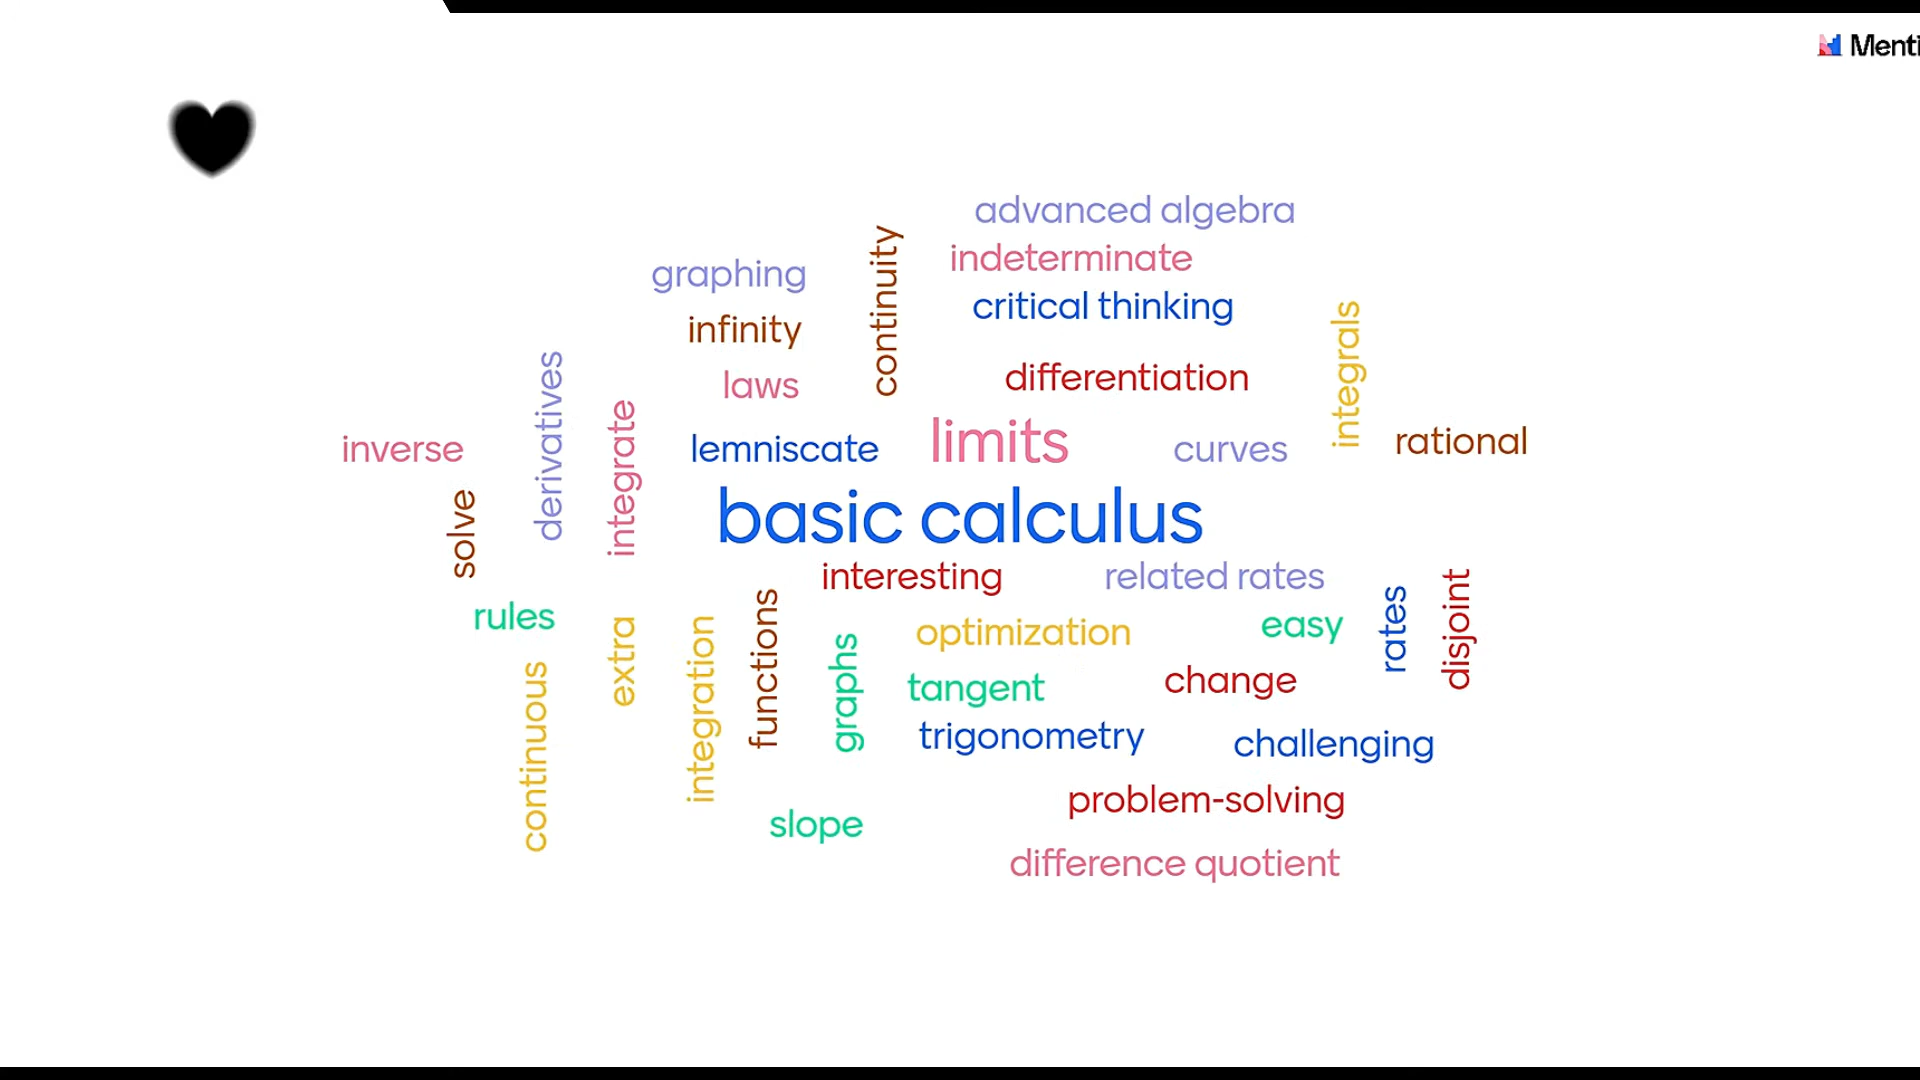 Menti
advanced algebra
indeterminate
graphing
continuity
critical thinking
infinity
integrals
derivatives
laws
differentiation
integrate
inverse
lemniscate
limits
curves
rational
solve
basic calculus
interesting
related rates
rates
disjoint
rules
extra
integration
functions
graphs
optimization
easy
continuous
tangent
change
trigonometry
challenging
problem-solving
slope
difference quotient